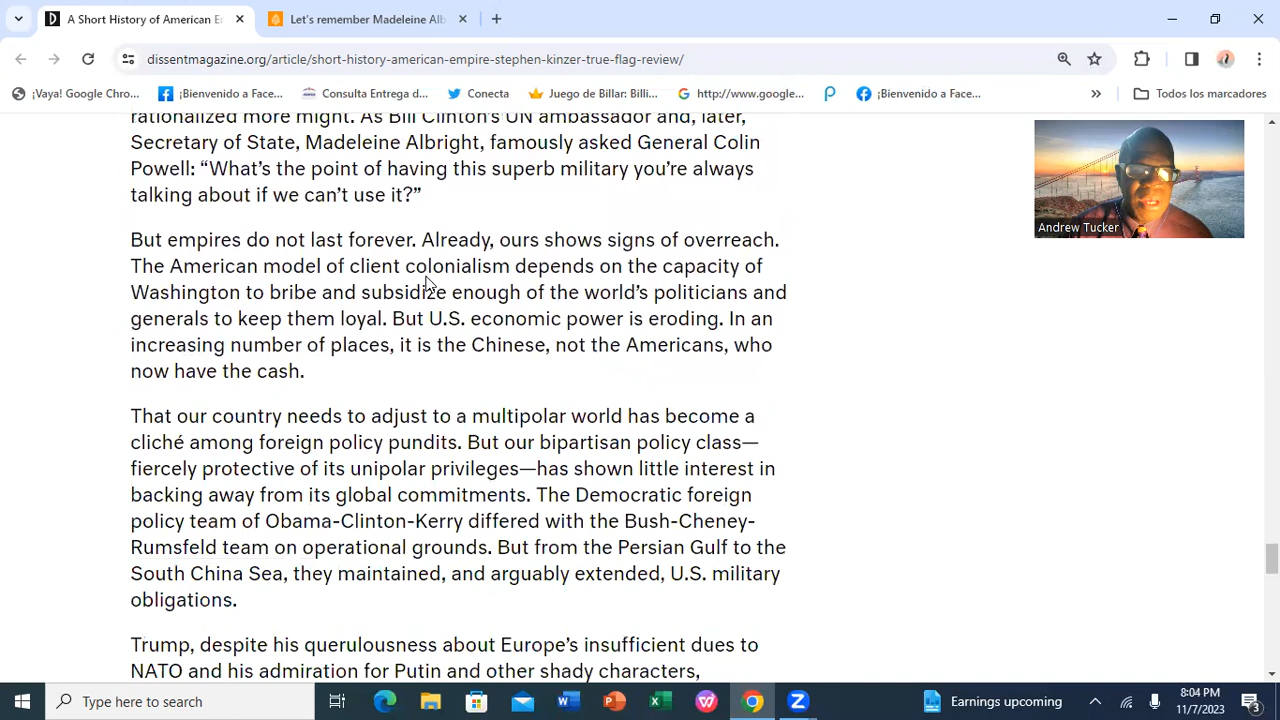 A Short History of American E
Let's remember Madeleine Alb
dissentmagazine.org/article/short-history-american-empire-stephen-kinzer-true-flag-review/
¡Vaya! Google Chro...
¡Bienvenido a Face...
Consulta Entrega d...
Conecta
Juego de Billar: Billi...
http://www.google...
¡Bienvenido a Face...
Todos los marcadores
rationalized more might. As Bill Clinton's UN ambassador and, later,
Secretary of State, Madeleine Albright, famously asked General Colin
Powell: “What's the point of having this superb military you're always
talking about if we can't use it?”
But empires do not last forever. Already, ours shows signs of overreach.
The American model of client colonialism depends on the capacity of
Washington to bribe and subsidize enough of the world's politicians and
generals to keep them loyal. But U.S. economic power is eroding. In an
increasing number of places, it is the Chinese, not the Americans, who
now have the cash.
That our country needs to adjust to a multipolar world has become a
cliché among foreign policy pundits. But our bipartisan policy class—
fiercely protective of its unipolar privileges—has shown little interest in
backing away from its global commitments. The Democratic foreign
policy team of Obama-Clinton-Kerry differed with the Bush-Cheney-
Rumsfeld team on operational grounds. But from the Persian Gulf to the
South China Sea, they maintained, and arguably extended, U.S. military
obligations.
Trump, despite his querulousness about Europe's insufficient dues to
NATO and his admiration for Putin and other shady characters,
Andrew Tucker
Type here to search
Earnings upcoming
8:04 PM
11/7/2023
3